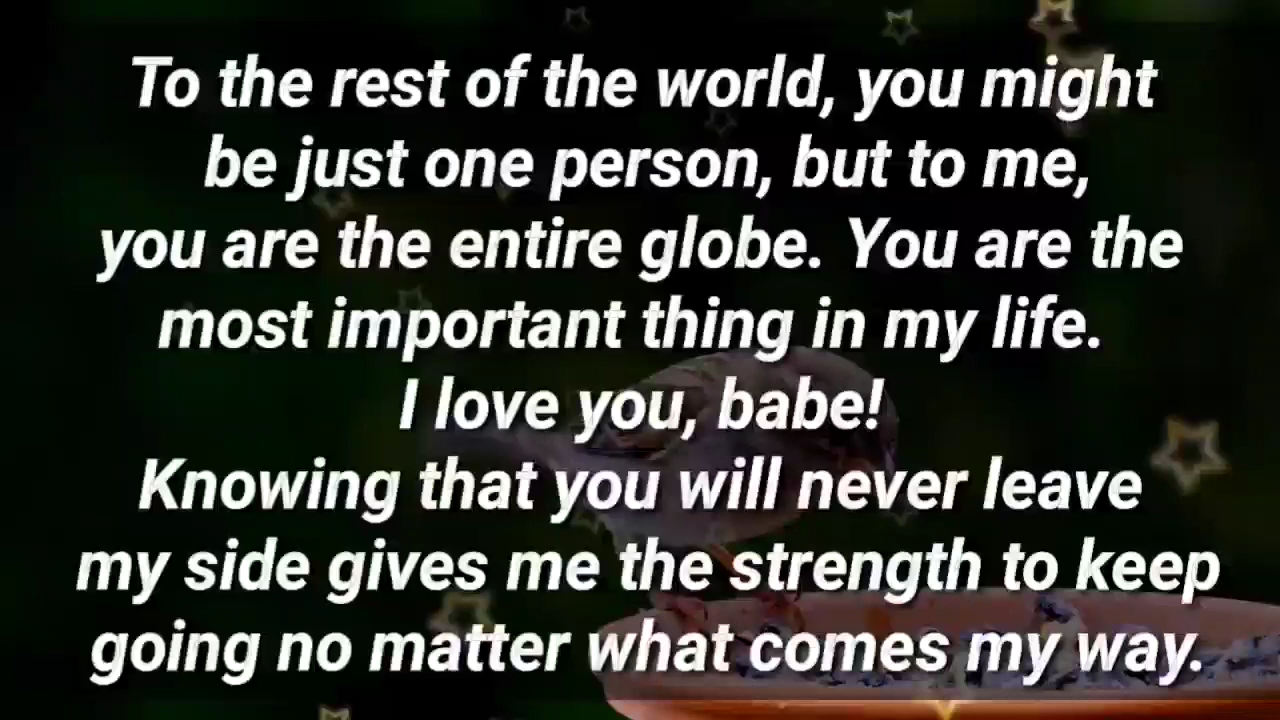 To the rest of the world, you might
be just one person, but to me,
you are the entire globe. You are the
most important thing in my life.
I love you, babe!
Knowing that you will never leave
my side gives me the strength to keep
going no matter what comes my way.